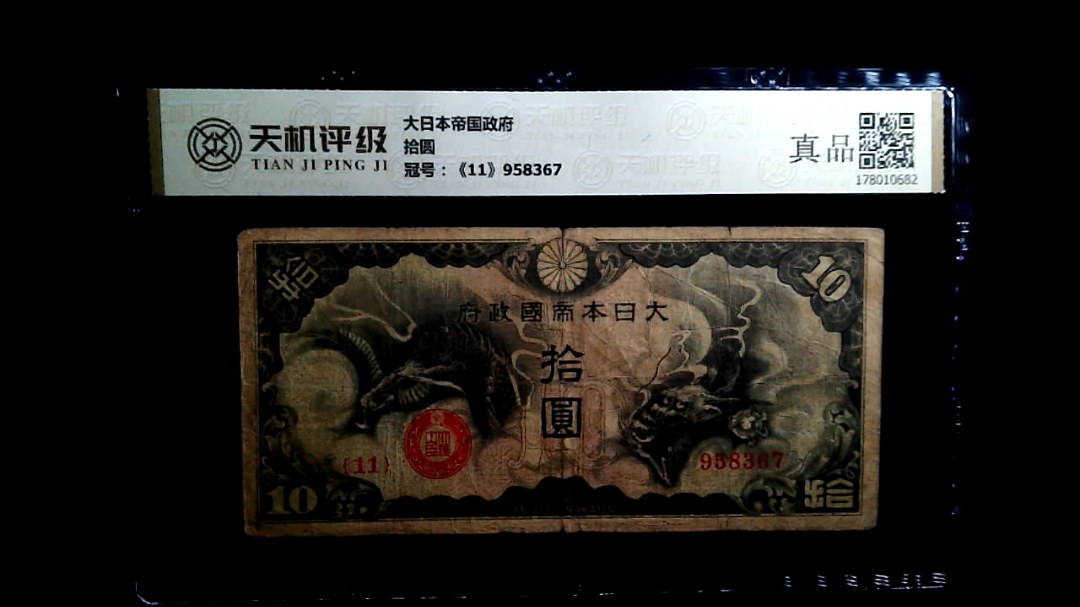 天机评级
TIAN JI PING JI
大日本帝国政府
拾圆
冠号：《11》958367
真品
178010682
拾
10
府政國帝本日大
拾
圓
{11}
958367
10
拾